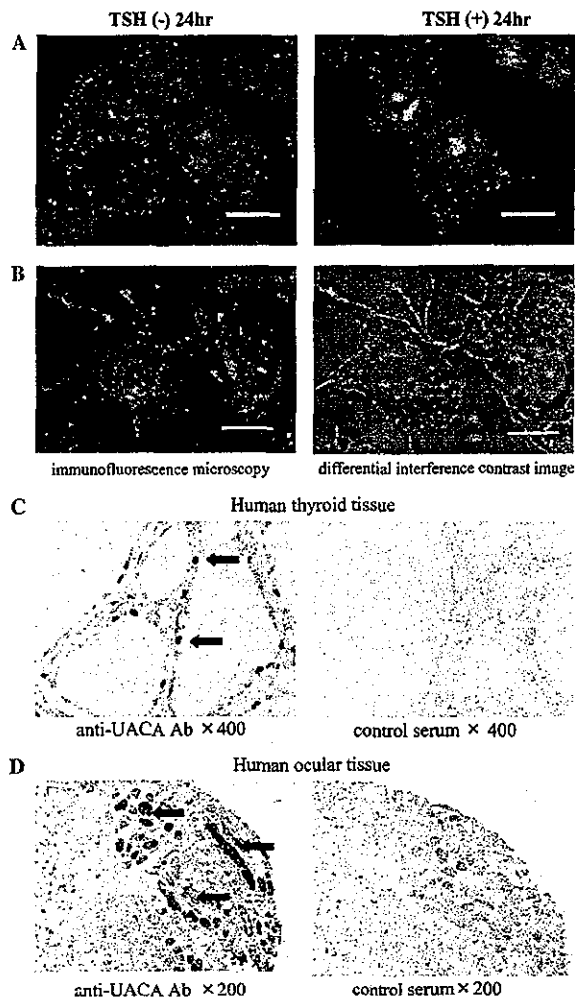 TSH (-) 24hr
TSH (+) 24hr
A
B
immunofluorescence microscopy
differential interference contrast image
C
Human thyroid tissue
anti-UACA Ab ×400
control serum × 400
D
Human ocular tissue
anti-UACA Ab ×200
control serum×200